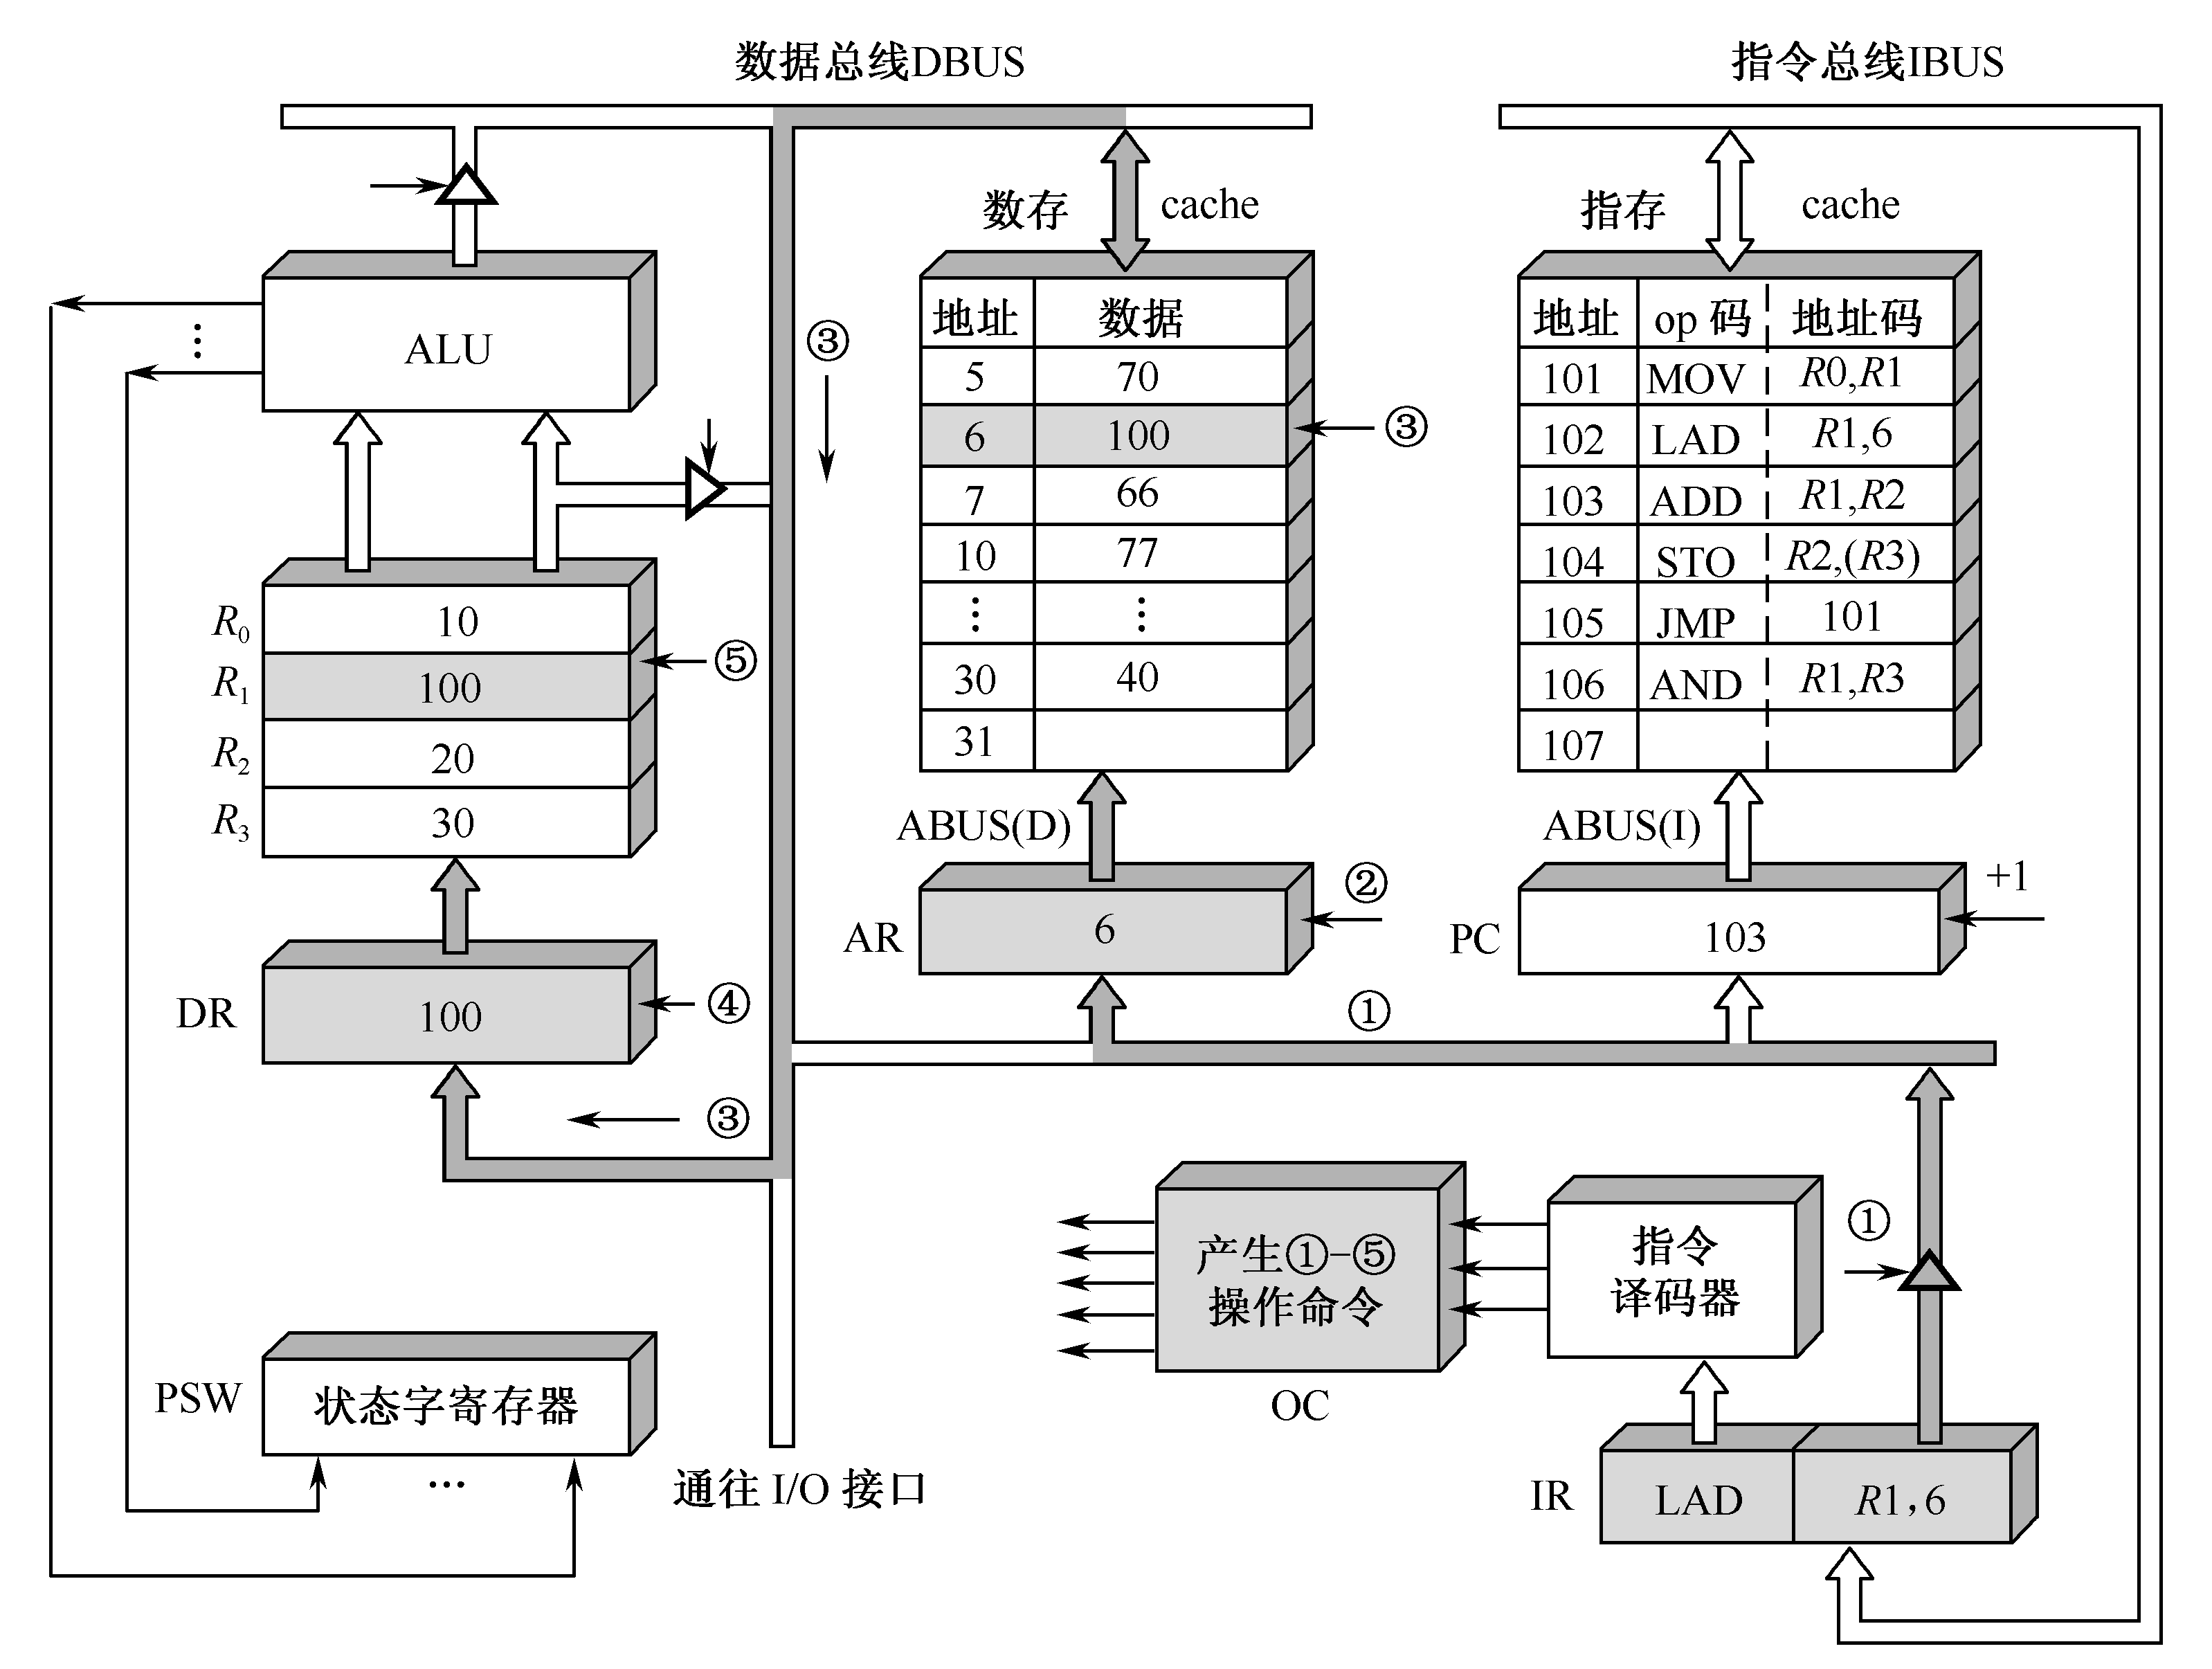 数据总线DBUS
指令总线IBUS
数存 cache
指存 cache
ALU
⋮
③
地址 数据
5 70
6 100
7 66
10 77
⋮ ⋮
30 40
31
③
地址 op 码 地址码
101 MOV R0,R1
102 LAD R1,6
103 ADD R1,R2
104 STO R2,(R3)
105 JMP 101
106 AND R1,R3
107
R₀ 10
R₁ 100
R₂ 20
R₃ 30
⑤
ABUS(D)
ABUS(I)
AR 6
②
PC 103
+1
DR 100
④
①
③
产生①-⑤
操作命令
OC
指令
译码器
①
PSW 状态字寄存器
…
通往 I/O 接口
IR LAD R1，6